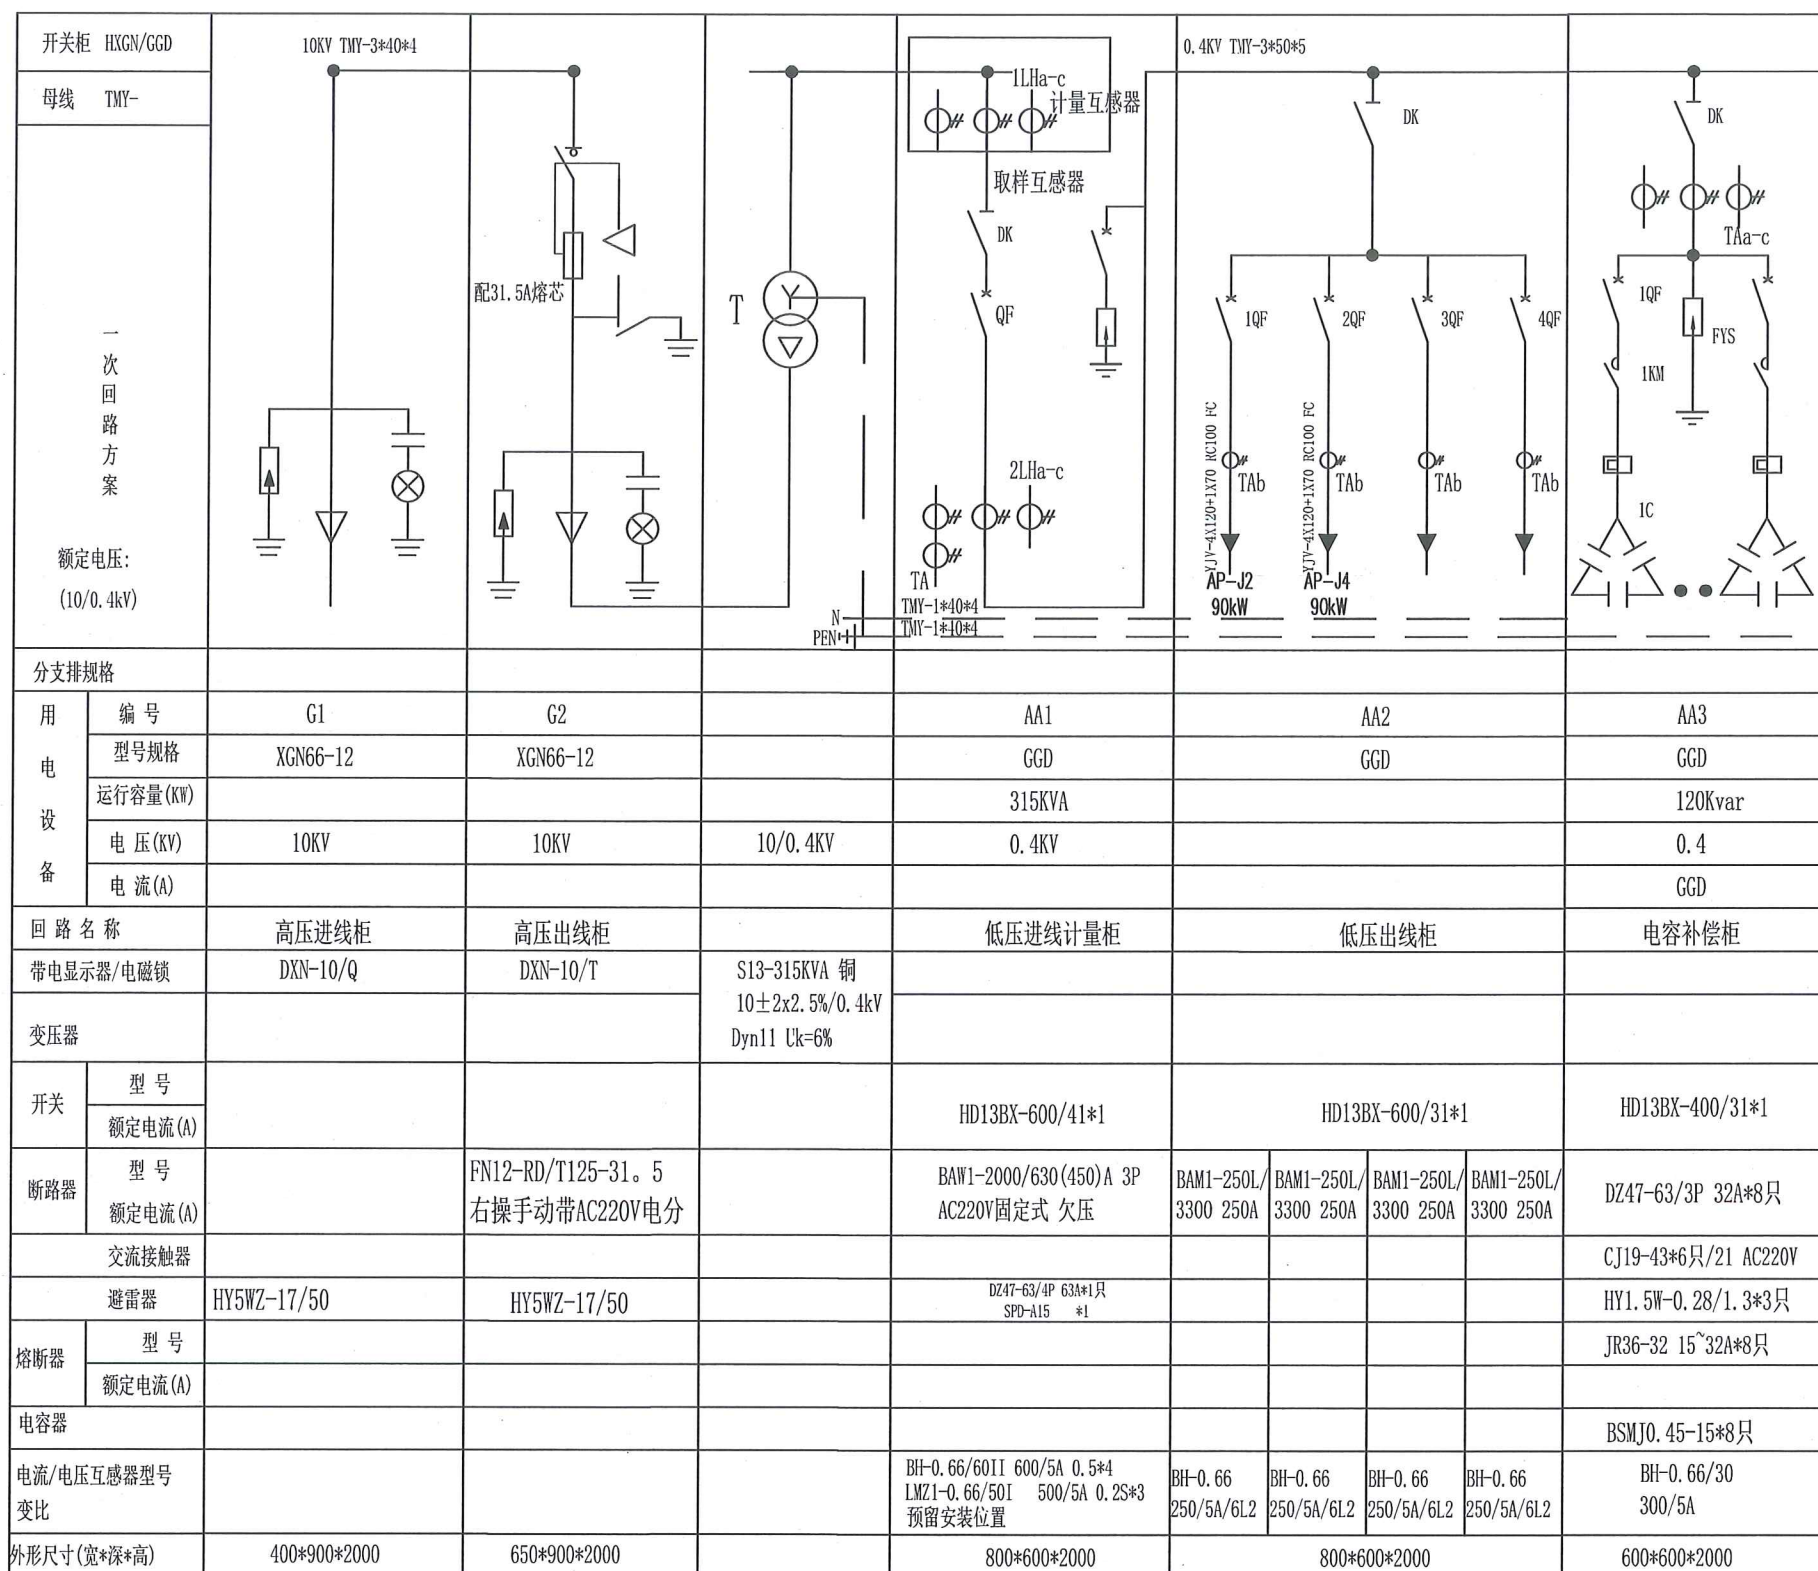 开关柜 HXGN/GGD
10KV TMY-3*40*4
0.4KV TMY-3*50*5
母线 TMY-
1LHa-c
计量互感器
DK
DK
取样互感器
DK
TAa-c
配31.5A熔芯
T
QF
1QF
2QF
3QF
4QF
1QF
FYS
1KM
一次回路方案
YJV-4X120+1X70 RC100 FC
YJV-4X120+1X70 RC100 FC
2LHa-c
TAb
TAb
TAb
TAb
1C
额定电压:
(10/0.4kV)
TA
AP-J2
90kW
AP-J4
90kW
TMY-1*40*4
N
TMY-1*40*4
PEN
分支排规格
用电设备
编 号 G1 G2 AA1 AA2 AA3
型号规格 XGN66-12 XGN66-12 GGD GGD GGD
运行容量(KW) 315KVA 120Kvar
电 压(KV) 10KV 10KV 10/0.4KV 0.4KV 0.4
电 流(A) GGD
回 路 名 称 高压进线柜 高压出线柜 低压进线计量柜 低压出线柜 电容补偿柜
带电显示器/电磁锁 DXN-10/Q DXN-10/T S13-315KVA 铜
10±2x2.5%/0.4kV
变压器 Dyn11 Uk=6%
开关
型 号
额定电流(A)
HD13BX-600/41*1 HD13BX-600/31*1 HD13BX-400/31*1
断路器
型 号
额定电流(A)
FN12-RD/T125-31。5
右操手动带AC220V电分
BAW1-2000/630(450)A 3P
AC220V固定式 欠压
BAM1-250L/
3300 250A
BAM1-250L/
3300 250A
BAM1-250L/
3300 250A
BAM1-250L/
3300 250A
DZ47-63/3P 32A*8只
交流接触器 CJ19-43*6只/21 AC220V
避雷器 HY5WZ-17/50 HY5WZ-17/50
DZ47-63/4P 63A*1只
SPD-A15 *1
HY1.5W-0.28/1.3*3只
熔断器
型 号 JR36-32 15~32A*8只
额定电流(A)
电容器 BSMJ0.45-15*8只
电流/电压互感器型号
变比
BH-0.66/60II 600/5A 0.5*4
LMZ1-0.66/50I 500/5A 0.2S*3
预留安装位置
BH-0.66
250/5A/6L2
BH-0.66
250/5A/6L2
BH-0.66
250/5A/6L2
BH-0.66
250/5A/6L2
BH-0.66/30
300/5A
外形尺寸(宽*深*高) 400*900*2000 650*900*2000 800*600*2000 800*600*2000 600*600*2000